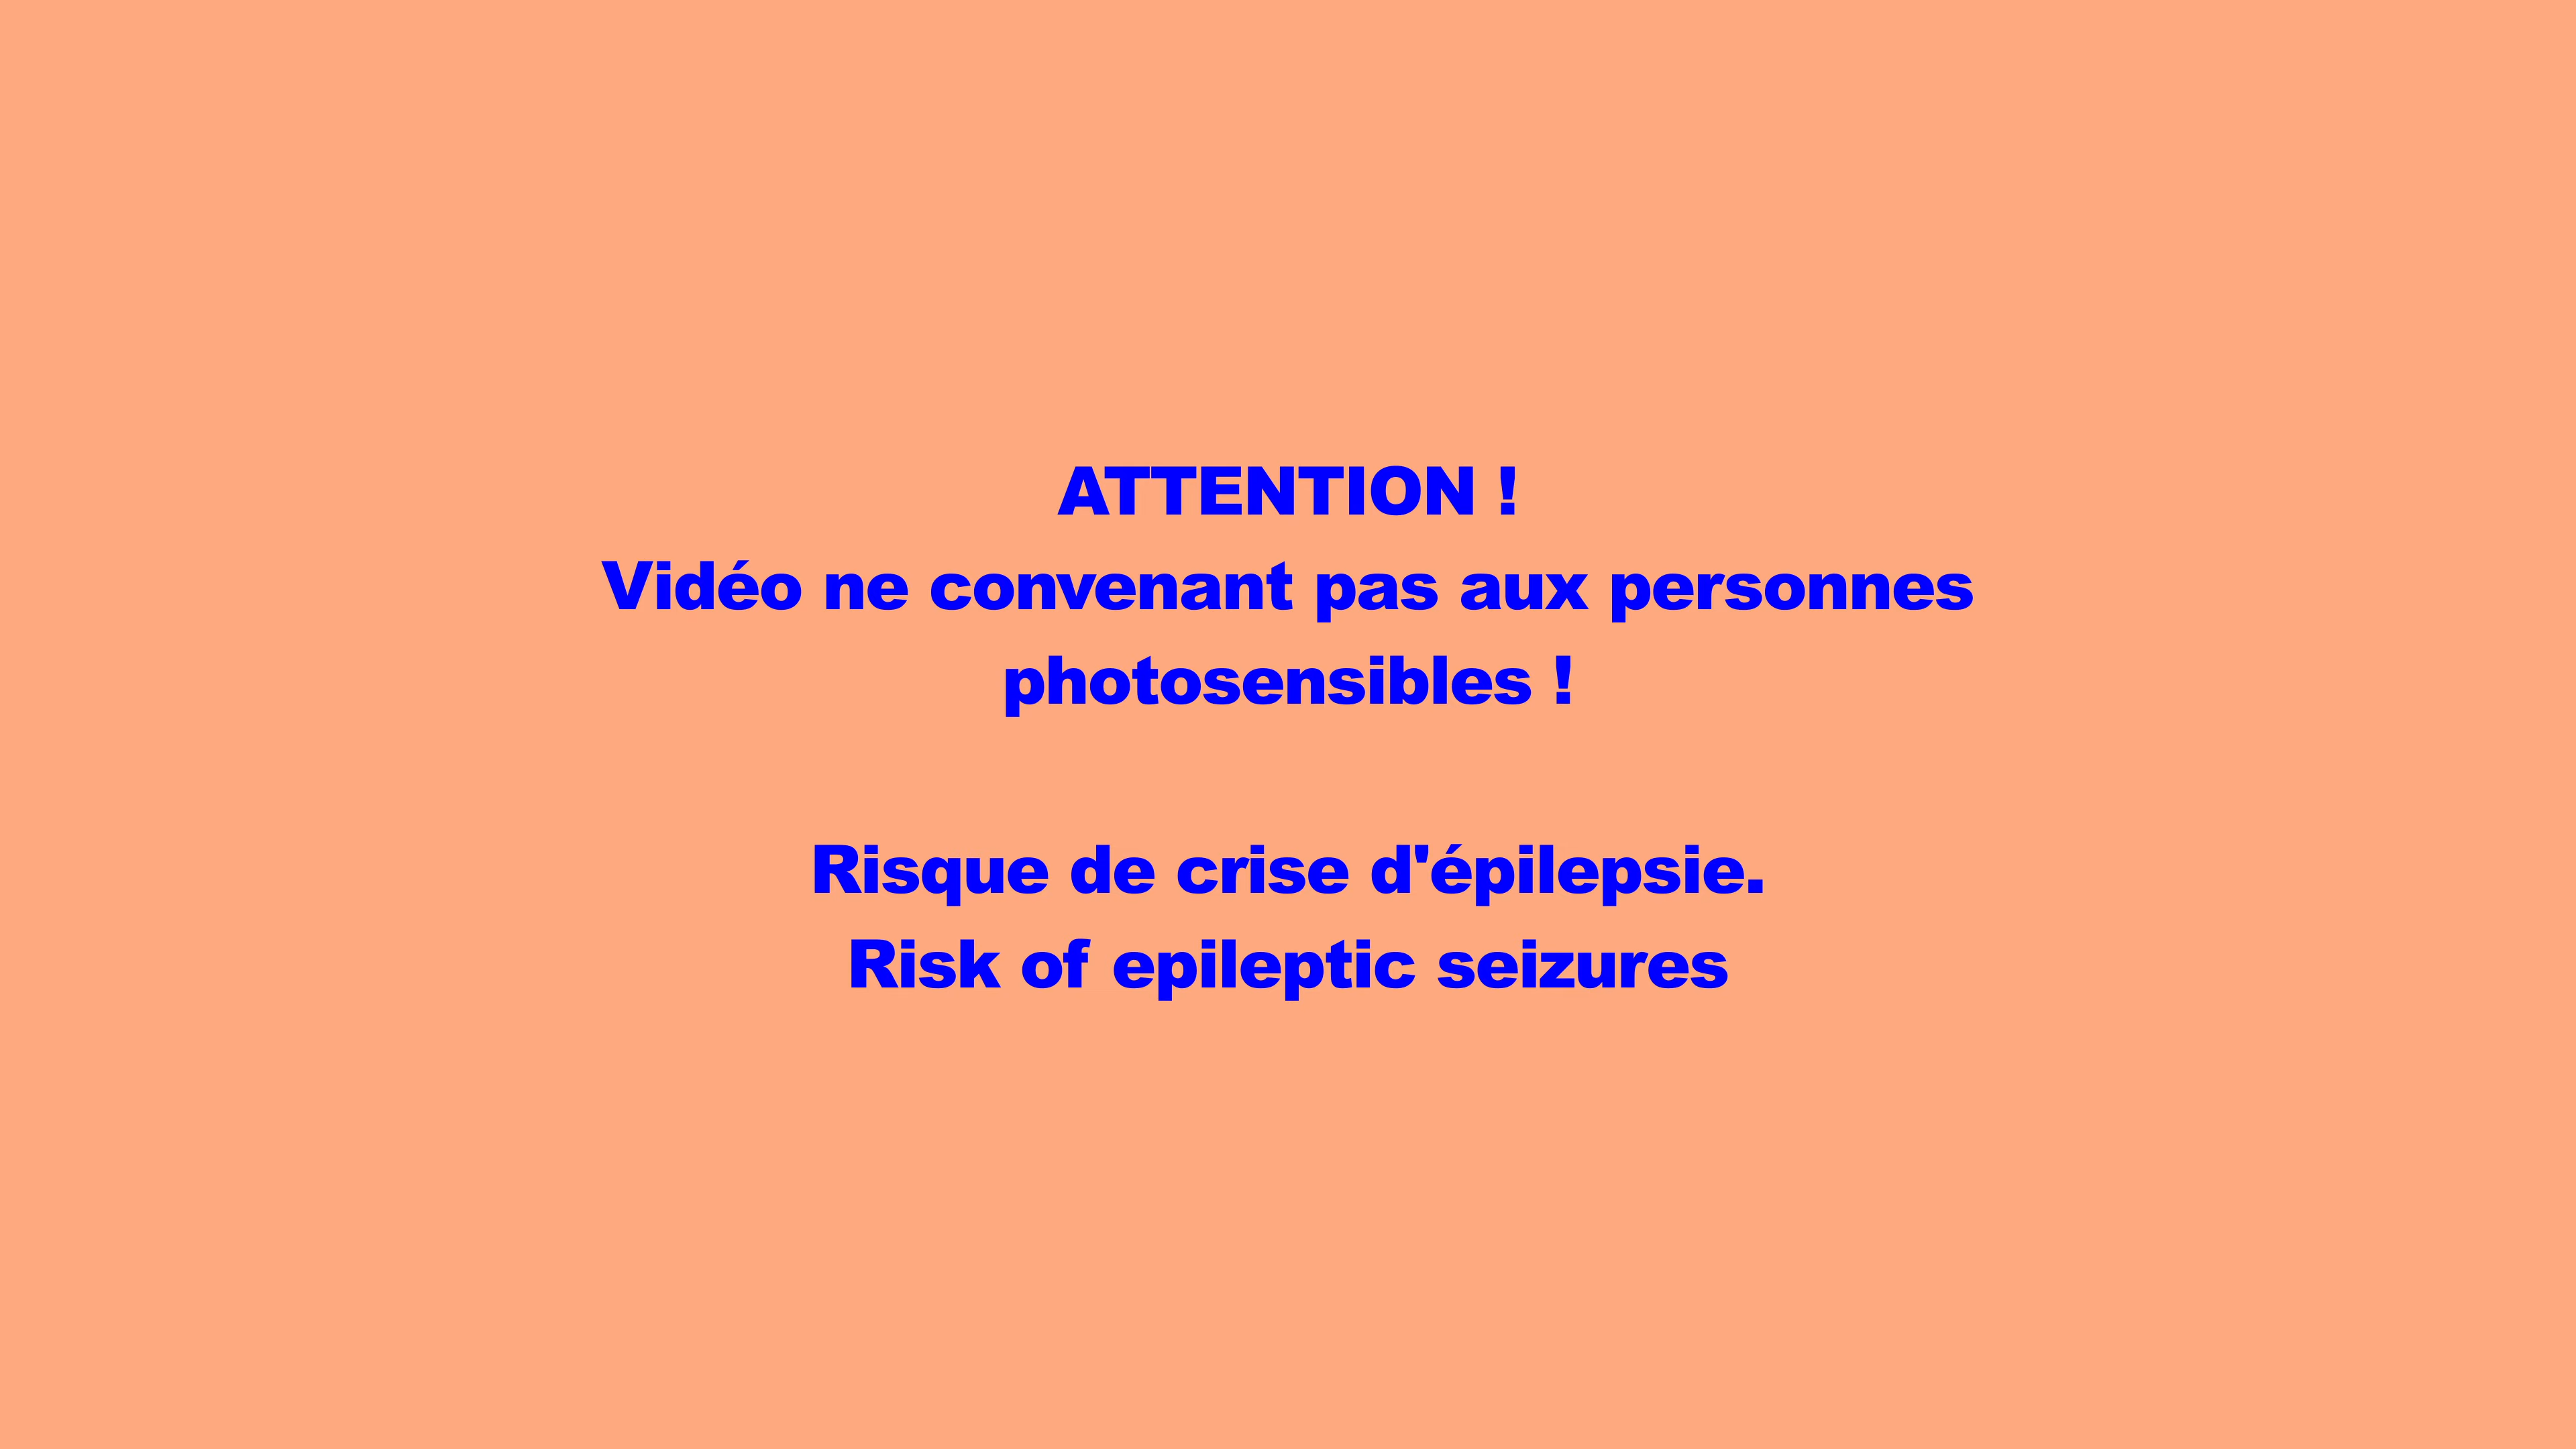 ATTENTION !
Vidéo ne convenant pas aux personnes
photosensibles !
Risque de crise d'épilepsie.
Risk of epileptic seizures